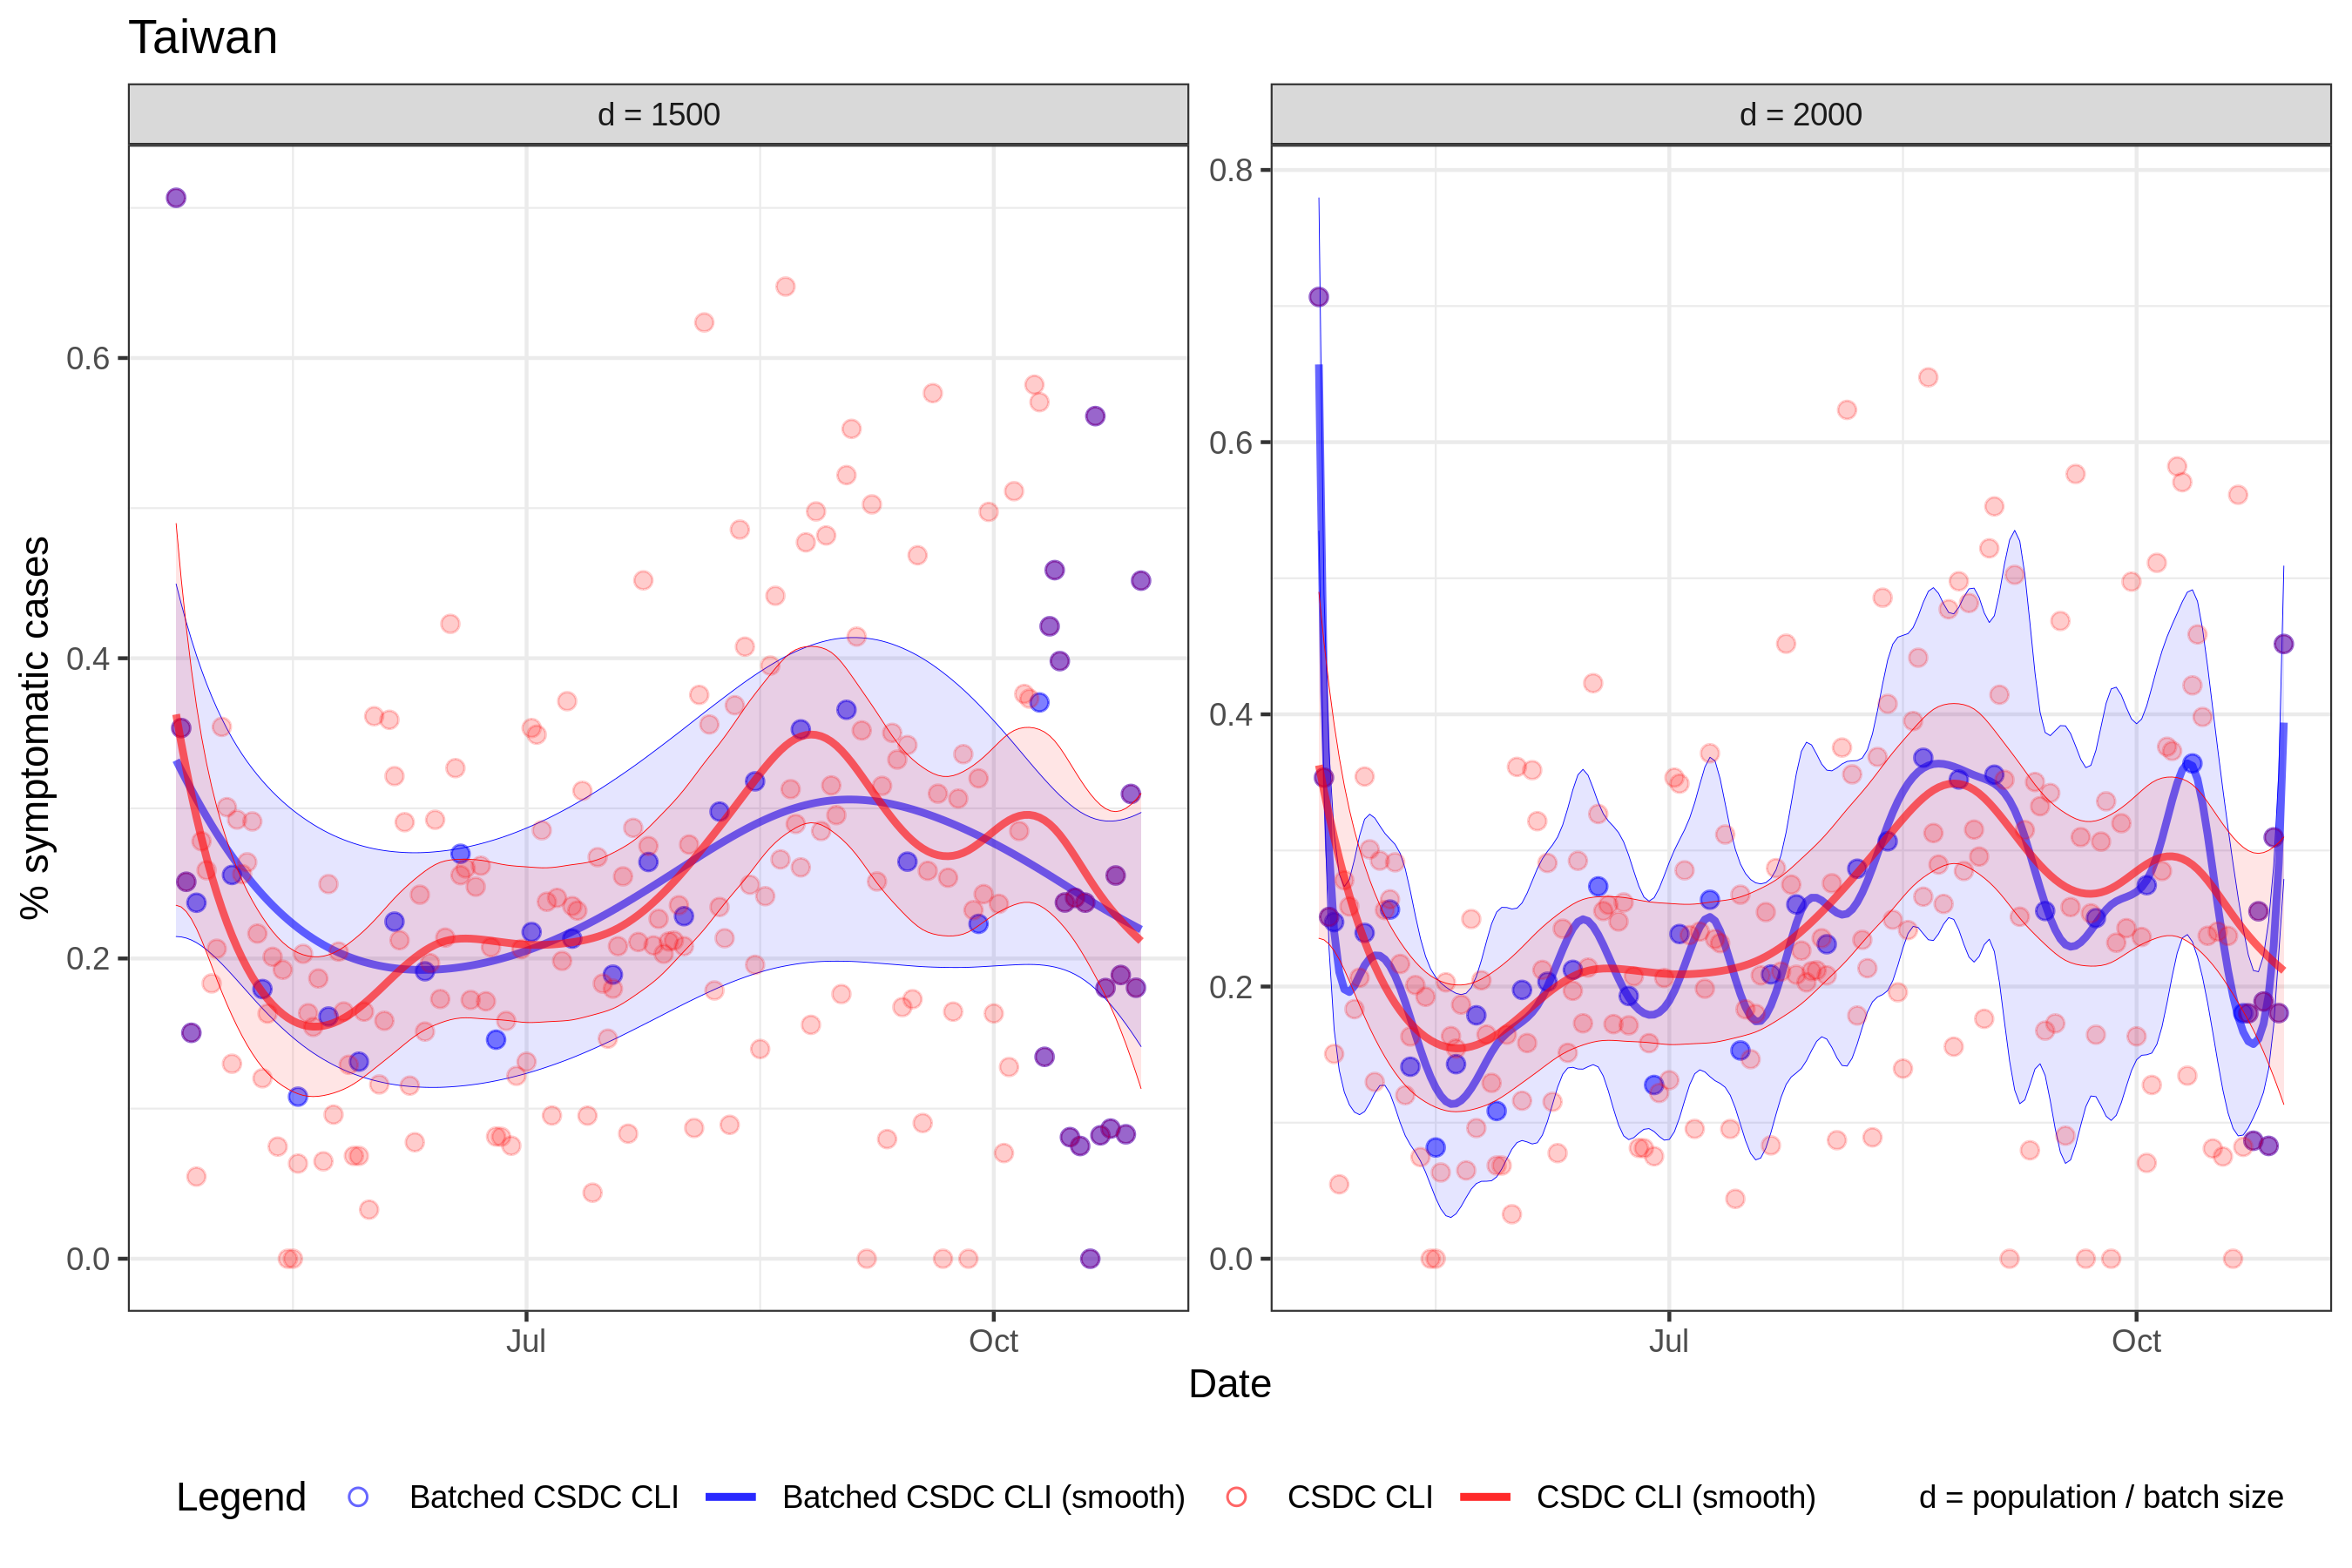 Taiwan
d = 1500
d = 2000
% symptomatic cases
0.6
0.4
0.2
0.0
0.8
0.6
0.4
0.2
0.0
Jul
Oct
Jul
Oct
Date
Legend
Batched CSDC CLI
Batched CSDC CLI (smooth)
CSDC CLI
CSDC CLI (smooth)
d = population / batch size